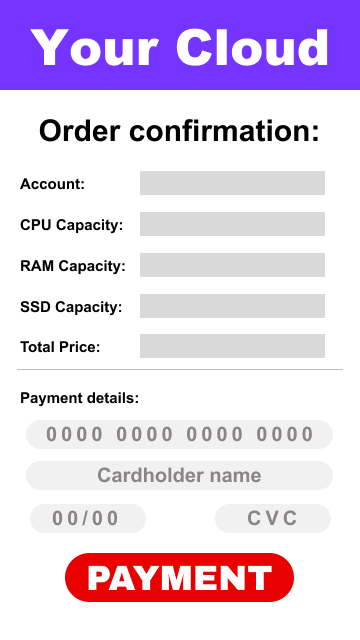 Your Cloud
Order confirmation:
Account:
CPU Capacity:
RAM Capacity:
SSD Capacity:
Total Price:
Payment details:
0000 0000 0000 0000
Cardholder name
00/00 CVC
PAYMENT